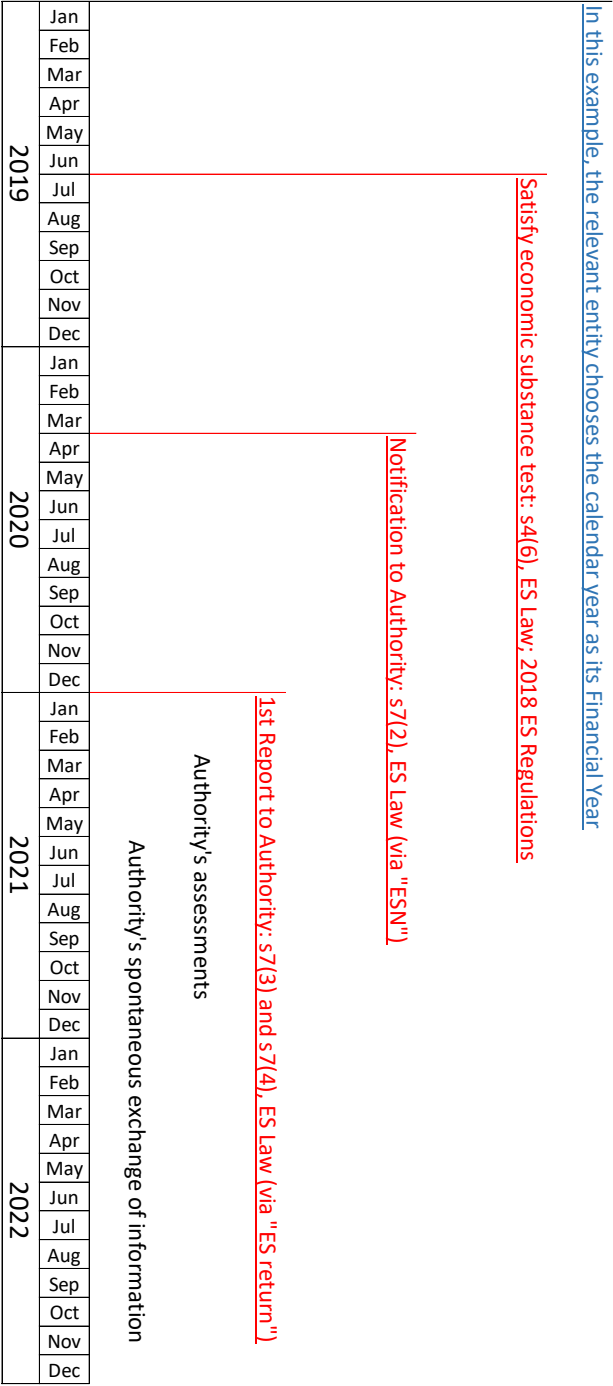 In this example, the relevant entity chooses the calendar year as its Financial Year
Satisfy economic substance test: s4(6), ES Law; 2018 ES Regulations
Notification to Authority: s7(2), ES Law (via "ESN")
1st Report to Authority: s7(3) and s7(4), ES Law (via "ES return")
Authority's assessments
Authority's spontaneous exchange of information
Jan
Feb
Mar
Apr
May
Jun
Jul
Aug
Sep
Oct
Nov
Dec
Jan
Feb
Mar
Apr
May
Jun
Jul
Aug
Sep
Oct
Nov
Dec
Jan
Feb
Mar
Apr
May
Jun
Jul
Aug
Sep
Oct
Nov
Dec
Jan
Feb
Mar
Apr
May
Jun
Jul
Aug
Sep
Oct
Nov
Dec
2019
2020
2021
2022